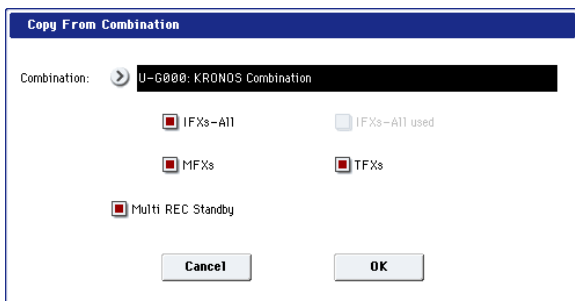 Copy From Combination
Combination: U-G000: KRONOS Combination
IFXs-All IFXs-All used
MFXs TFXs
Multi REC Standby
Cancel OK